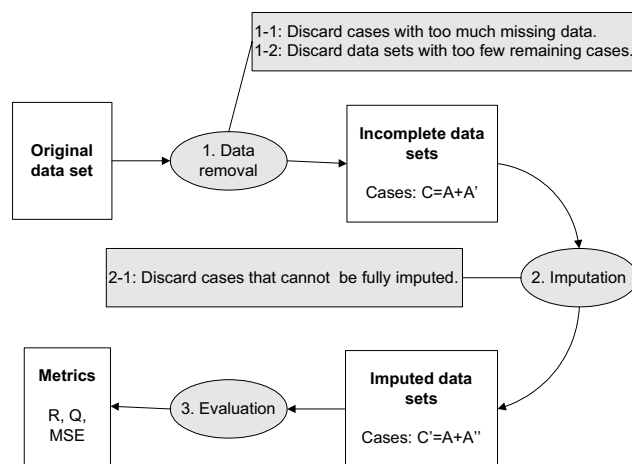 1-1: Discard cases with too much missing data.
1-2: Discard data sets with too few remaining cases.
Original
data set
1. Data
removal
Incomplete data
sets
Cases: C=A+A'
2-1: Discard cases that cannot be fully imputed.
2. Imputation
Metrics
R, Q,
MSE
3. Evaluation
Imputed data
sets
Cases: C'=A+A''